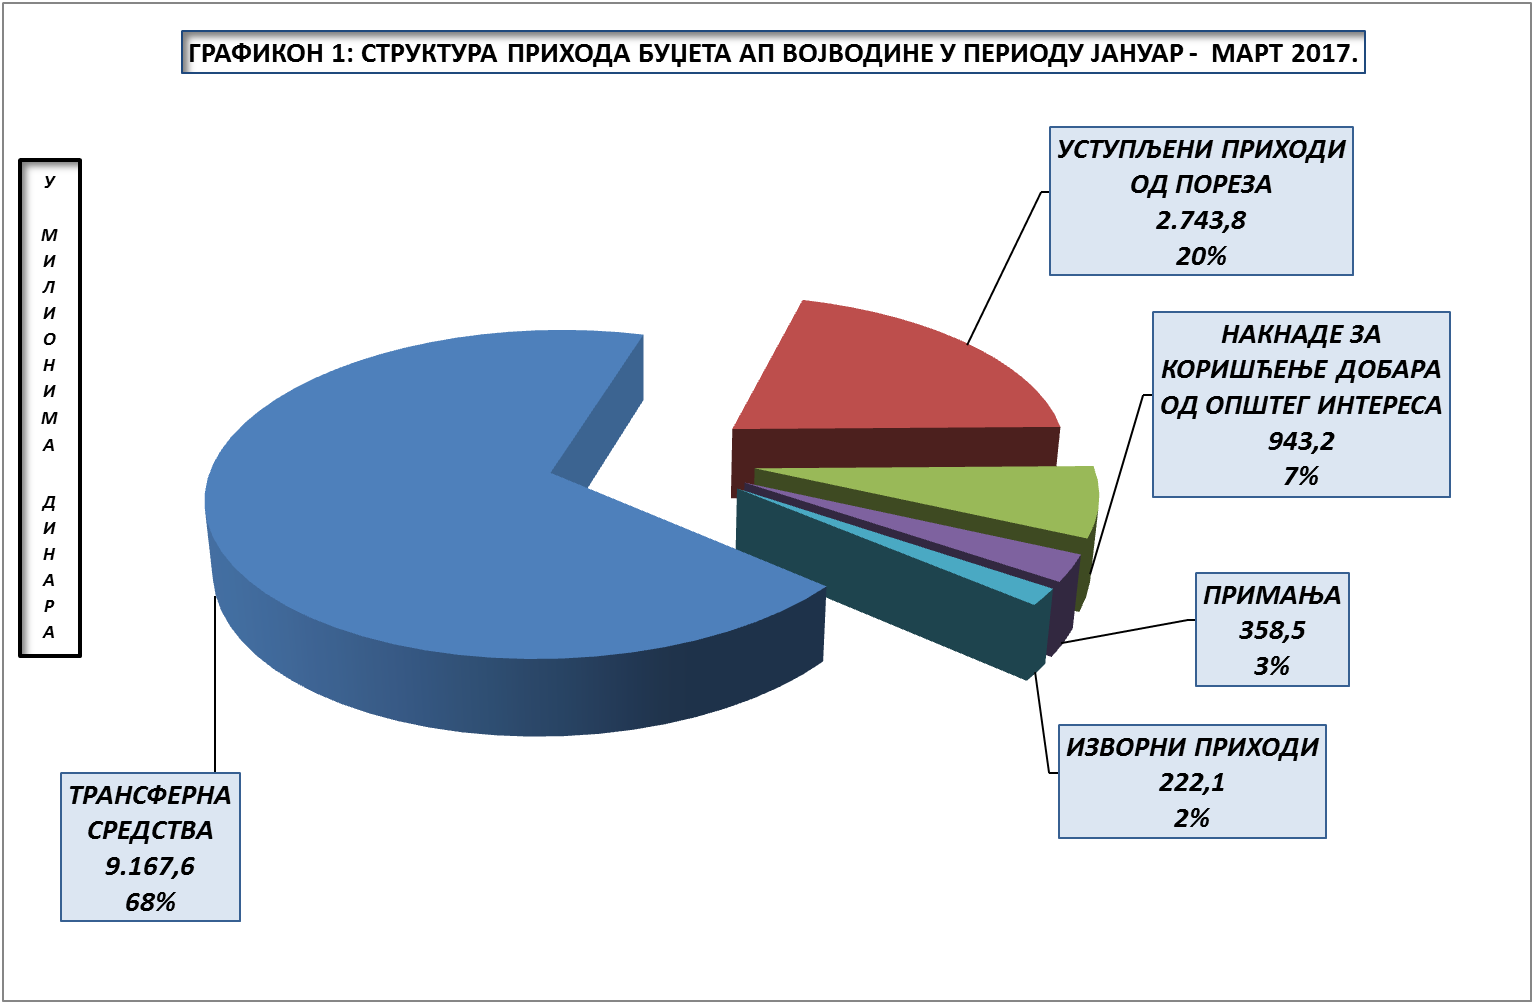 ГРАФИКОН 1: СТРУКТУРА ПРИХОДА БУЏЕТА АП ВОЈВОДИНЕ У ПЕРИОДУ ЈАНУАР - МАРТ 2017.
У МИЛИОНИМА ДИНАРА
УСТУПЉЕНИ ПРИХОДИ
ОД ПОРЕЗА
2.743,8
20%
НАКНАДЕ ЗА
КОРИШЋЕЊЕ ДОБАРА
ОД ОПШТЕГ ИНТЕРЕСА
943,2
7%
ПРИМАЊА
358,5
3%
ИЗВОРНИ ПРИХОДИ
222,1
2%
ТРАНСФЕРНА
СРЕДСТВА
9.167,6
68%